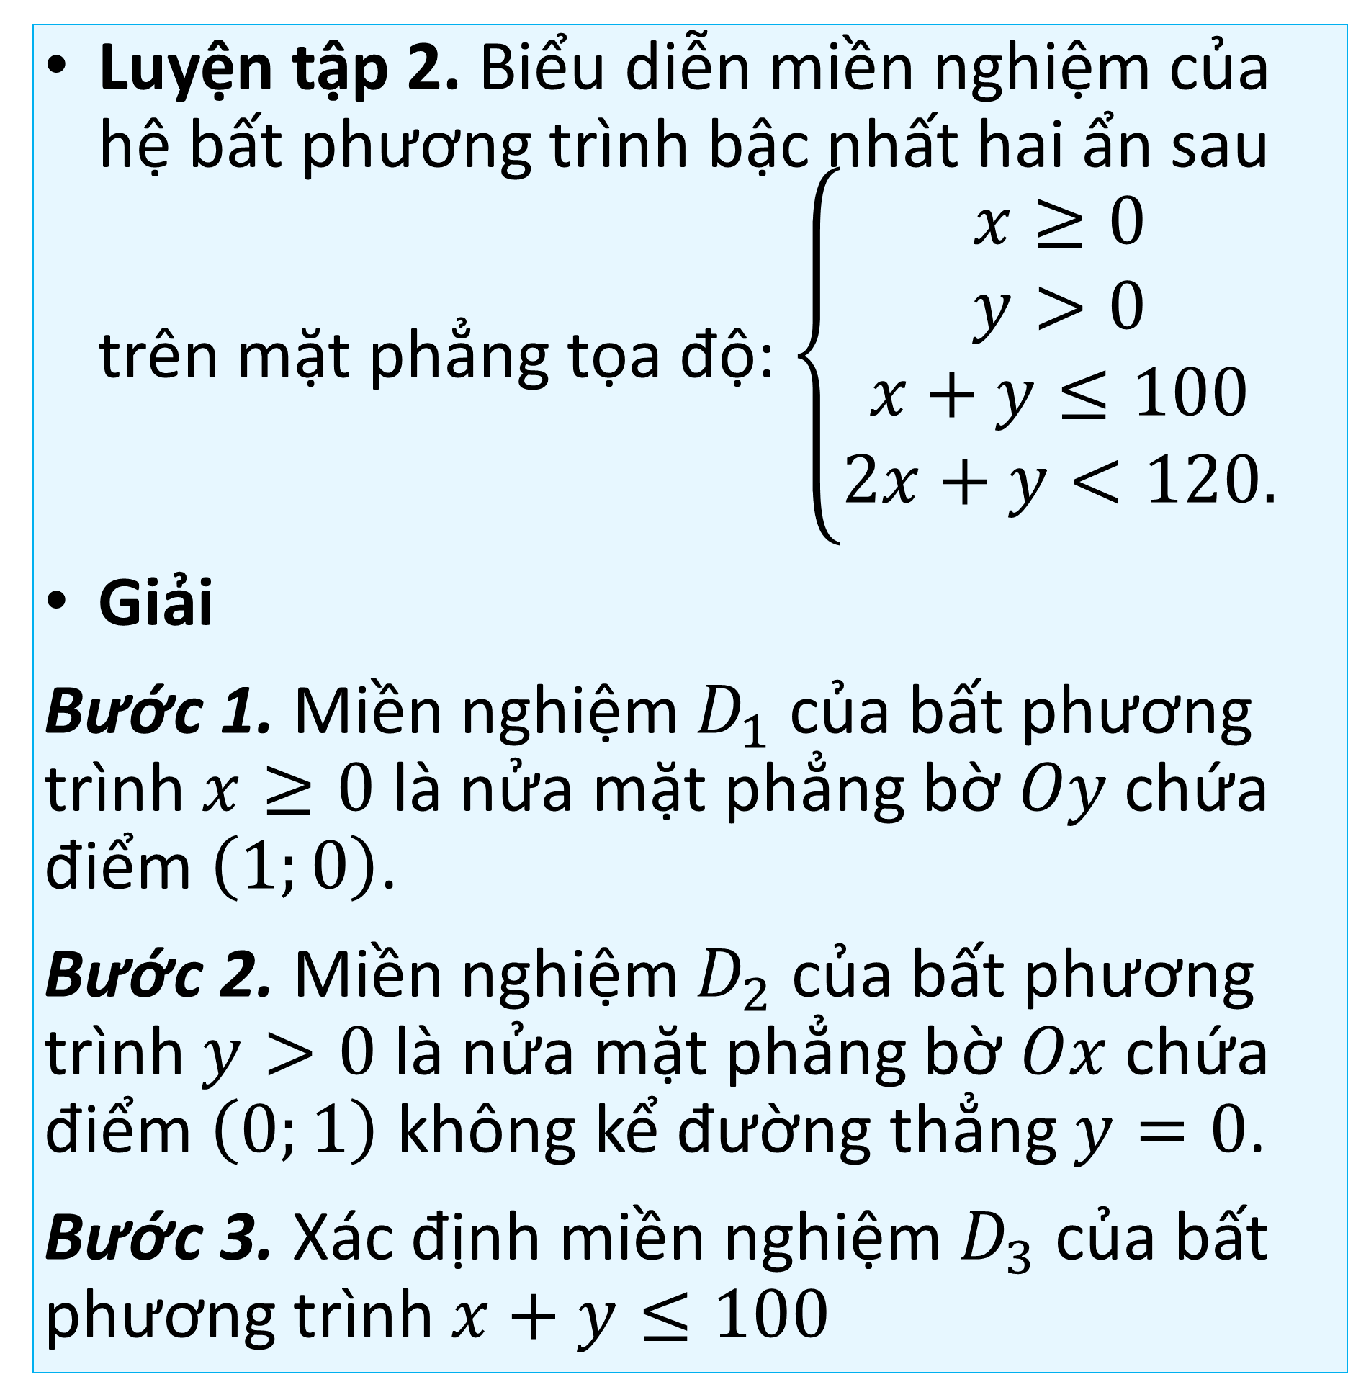 • Luyện tập 2. Biểu diễn miền nghiệm của
hệ bất phương trình bậc nhất hai ẩn sau
trên mặt phẳng tọa độ:
x ≥ 0
y > 0
x + y ≤ 100
2x + y < 120.
• Giải
Bước 1. Miền nghiệm D₁ của bất phương
trình x ≥ 0 là nửa mặt phẳng bờ Oy chứa
điểm (1; 0).
Bước 2. Miền nghiệm D₂ của bất phương
trình y > 0 là nửa mặt phẳng bờ Ox chứa
điểm (0; 1) không kể đường thẳng y = 0.
Bước 3. Xác định miền nghiệm D₃ của bất
phương trình x + y ≤ 100